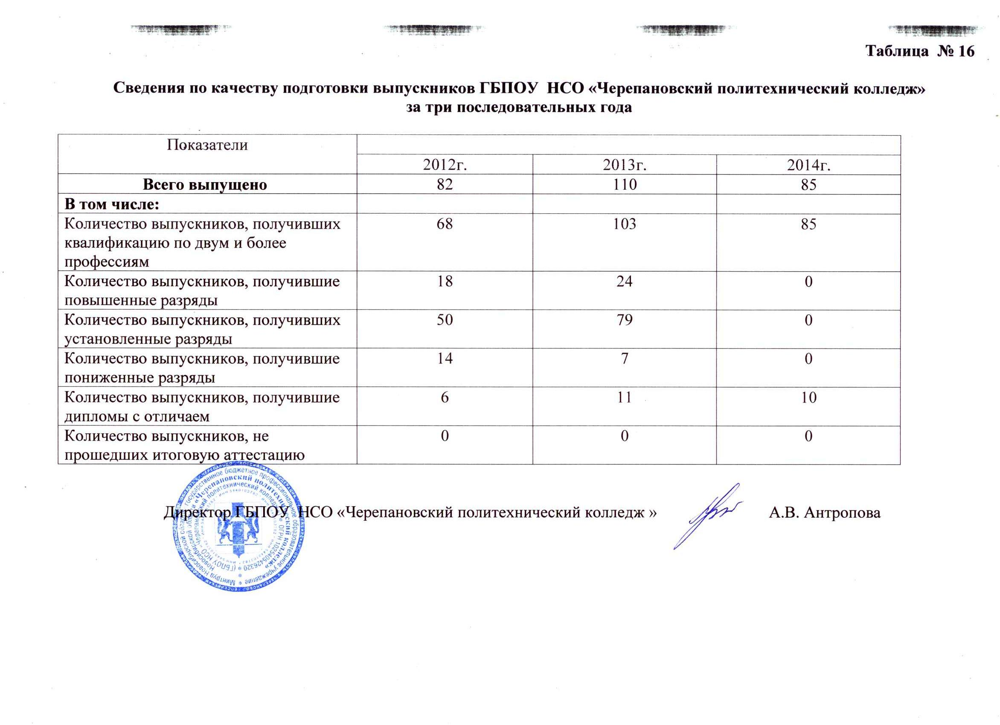 Таблица № 16
Сведения по качеству подготовки выпускников ГБПОУ НСО «Черепановский политехнический колледж»
за три последовательных года
Показатели
2012г. 2013г. 2014г.
Всего выпущено 82 110 85
В том числе:
Количество выпускников, получивших 68 103 85
квалификацию по двум и более
профессиям
Количество выпускников, получившие 18 24 0
повышенные разряды
Количество выпускников, получивших 50 79 0
установленные разряды
Количество выпускников, получившие 14 7 0
пониженные разряды
Количество выпускников, получившие 6 11 10
дипломы с отличаем
Количество выпускников, не 0 0 0
прошедших итоговую аттестацию
Директор ГБПОУ НСО «Черепановский политехнический колледж » А.В. Антропова
государственное бюджетное профессиональное образовательное учреждение * Минтруд Новосибирской области
Новосибирской области «Черепановский политехнический колледж» *
(ГБПОУ НСО «Черепановский политехнический колледж») * ОГРН 1025405426320 *